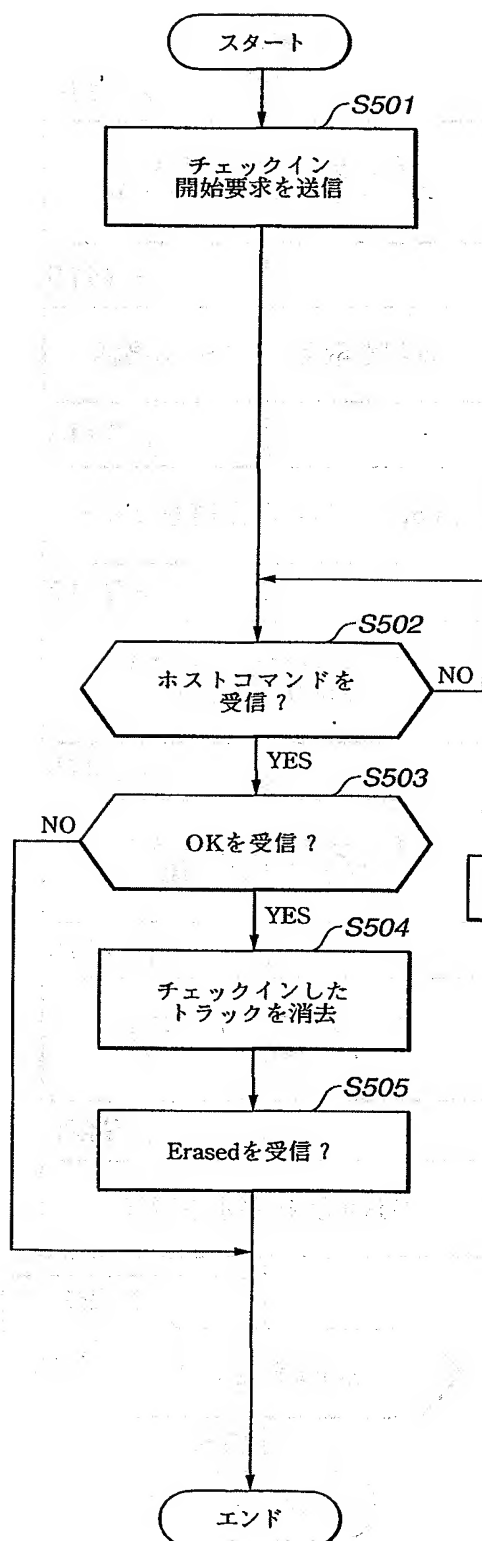 スタート
S501
チェックイン
開始要求を送信
S502
ホストコマンドを
受信？
NO
YES
S503
NO
OKを受信？
YES
S504
チェックインした
トラックを消去
S505
Erasedを受信？
エンド